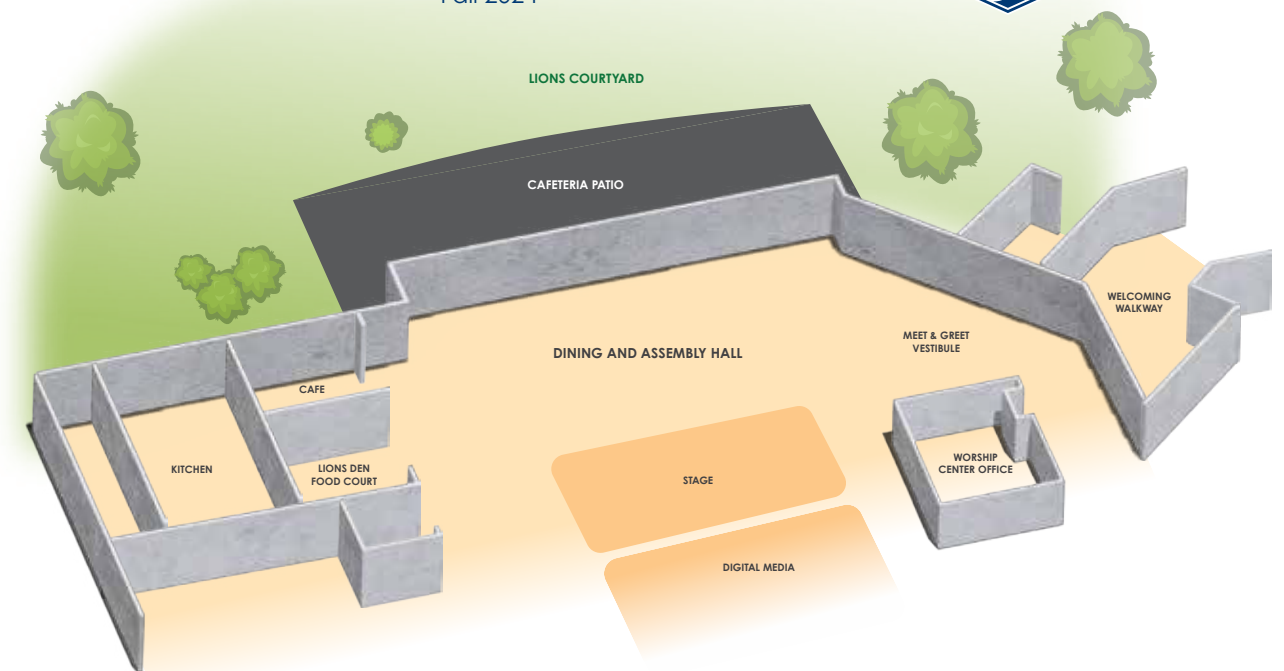 LIONS COURTYARD
CAFETERIA PATIO
WELCOMING
WALKWAY
MEET & GREET
VESTIBULE
DINING AND ASSEMBLY HALL
CAFE
KITCHEN
LIONS DEN
FOOD COURT
STAGE
WORSHIP
CENTER OFFICE
DIGITAL MEDIA